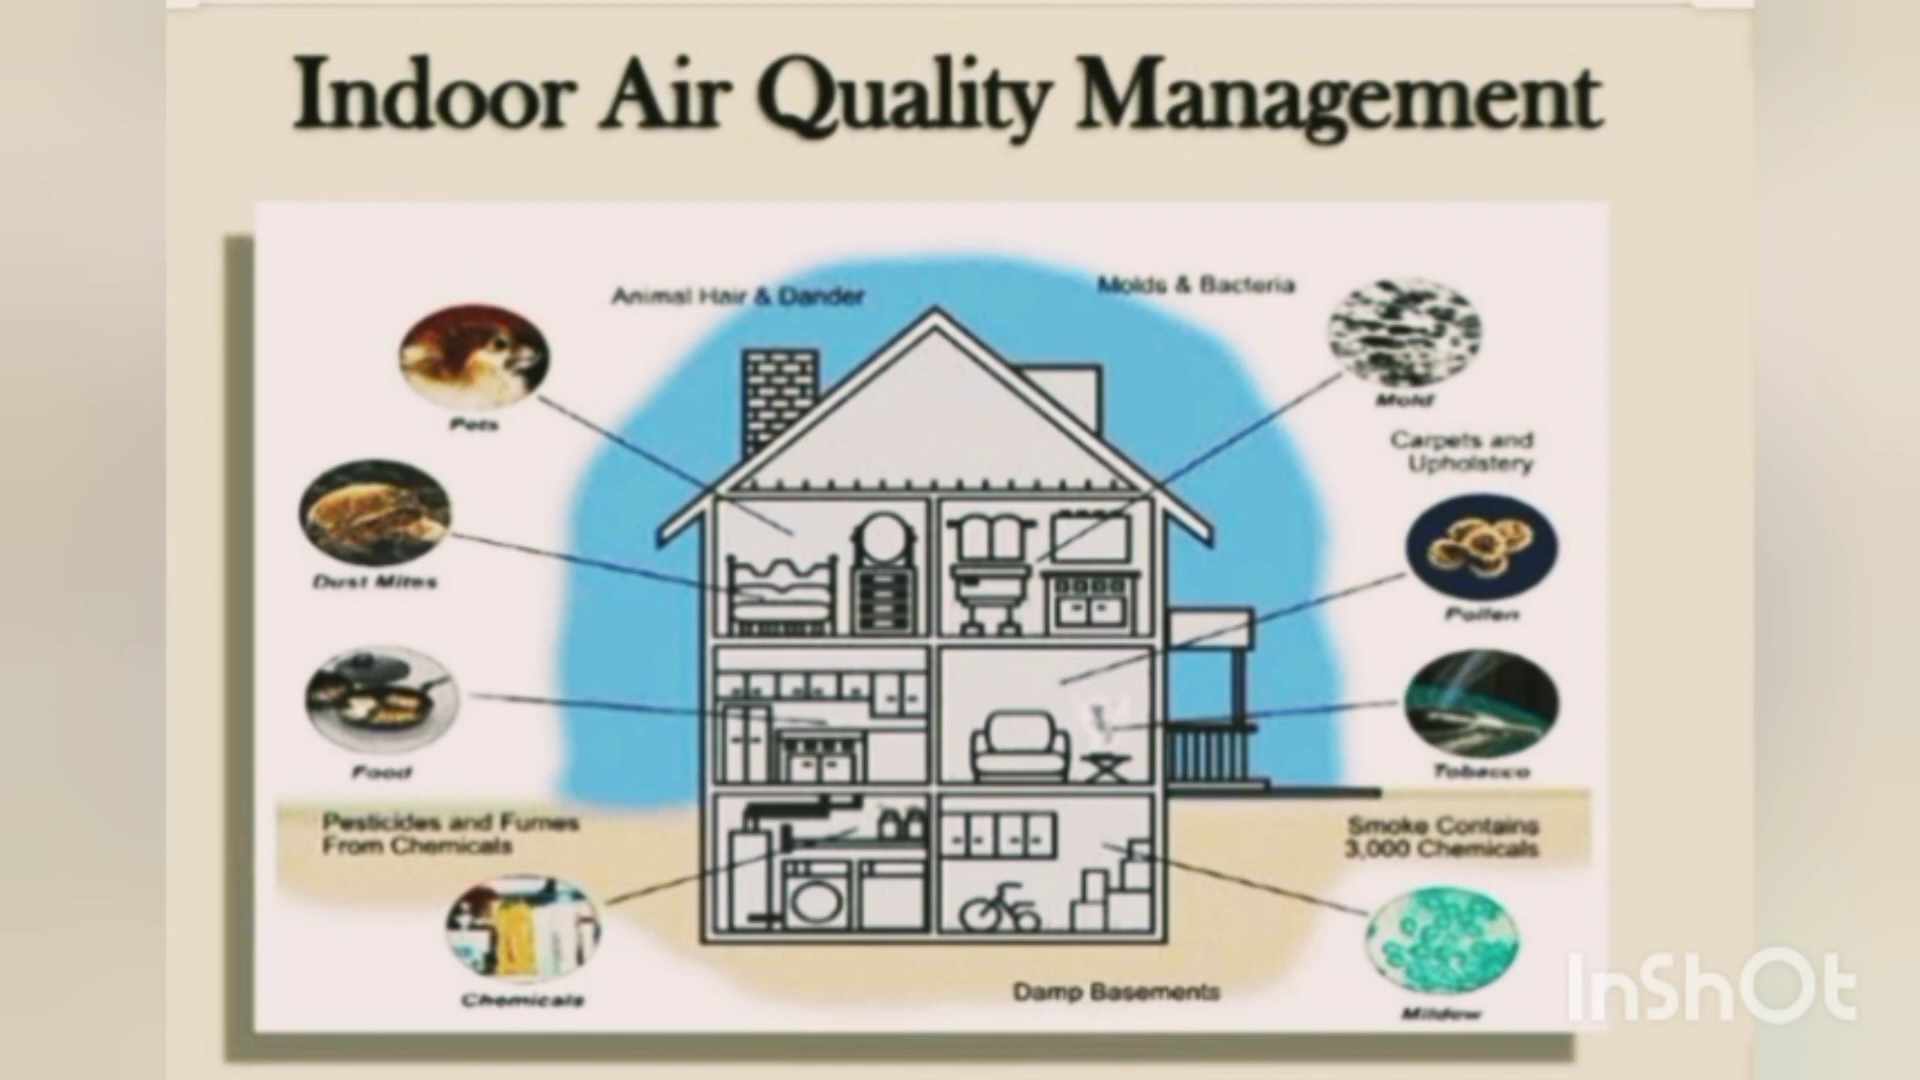 Indoor Air Quality Management
Animal Hair & Dander
Molds & Bacteria
Pets
Mold
Carpets and
Upholstery
Dust Mites
Pollen
Food
Tobacco
Pesticides and Fumes
From Chemicals
Smoke Contains
3,000 Chemicals
Chemicals
Damp Basements
Mildew
InShOt